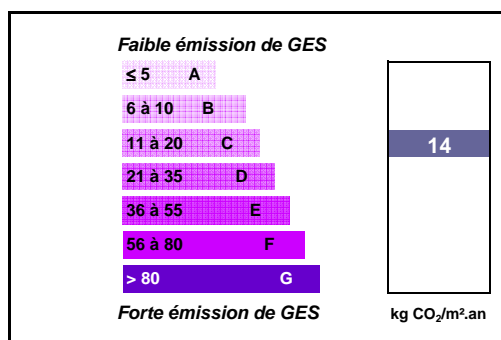 Faible émission de GES
≤ 5 A
6 à 10 B
11 à 20 C
14
21 à 35 D
36 à 55 E
56 à 80 F
> 80 G
Forte émission de GES
kg CO₂/m².an